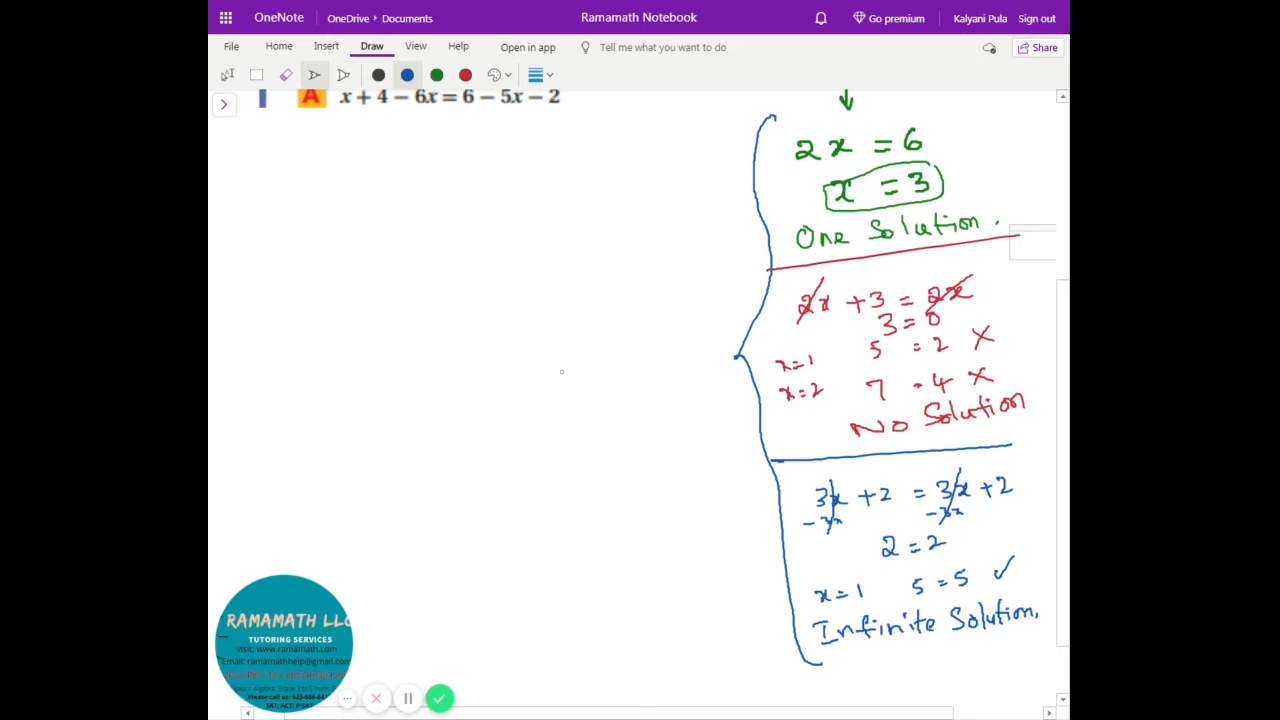 OneNote OneDrive › Documents Ramamath Notebook Go premium Kalyani Pula Sign out
File Home Insert Draw View Help Open in app Tell me what you want to do Share
A x + 4 − 6x = 6 − 5x − 2
2x = 6
x = 3
One Solution.
2x + 3 = 2x
3 = 0
x=1 5 = 2 X
x=2 7 = 4 X
No Solution
3x + 2 = 3x + 2
-3x -3x
2 = 2
x=1 5 = 5 ✓
Infinite Solution.
RAMAMATH LLC
TUTORING SERVICES
visit: www.ramamath.com
Email: ramamathhelp@gmail.com
SAT: ACT: P-SAT